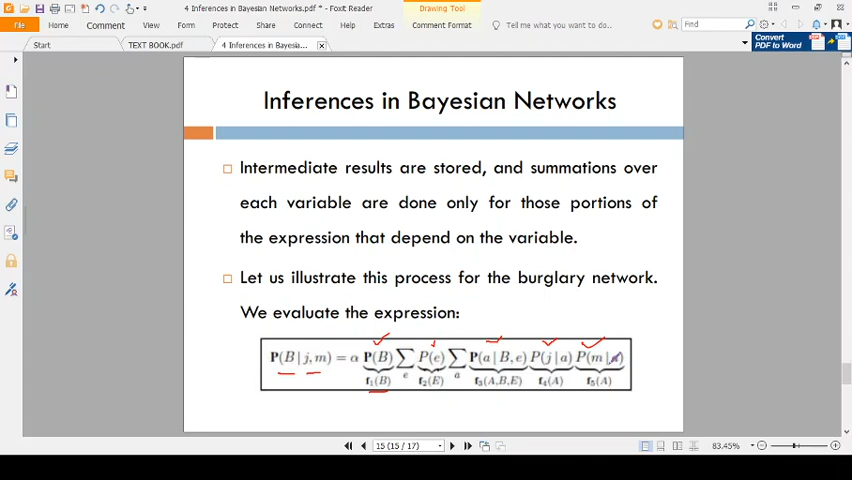 4 Inferences in Bayesian Networks.pdf * - Foxit Reader
Drawing Tool
File
Home
Comment
View
Form
Protect
Share
Connect
Help
Extras
Comment Format
Tell me what you want to do...
Find
Start
TEXT BOOK.pdf
4 Inferences in Bayesia...
Convert
PDF to Word
Inferences in Bayesian Networks
Intermediate results are stored, and summations over
each variable are done only for those portions of
the expression that depend on the variable.
Let us illustrate this process for the burglary network.
We evaluate the expression:
P(B | j, m) = α P(B) ∑ P(e) ∑ P(a | B, e) P(j | a) P(m | a)
f₁(B) e f₂(E) a f₃(A,B,E) f₄(A) f₅(A)
15 (15 / 17)
83.45%